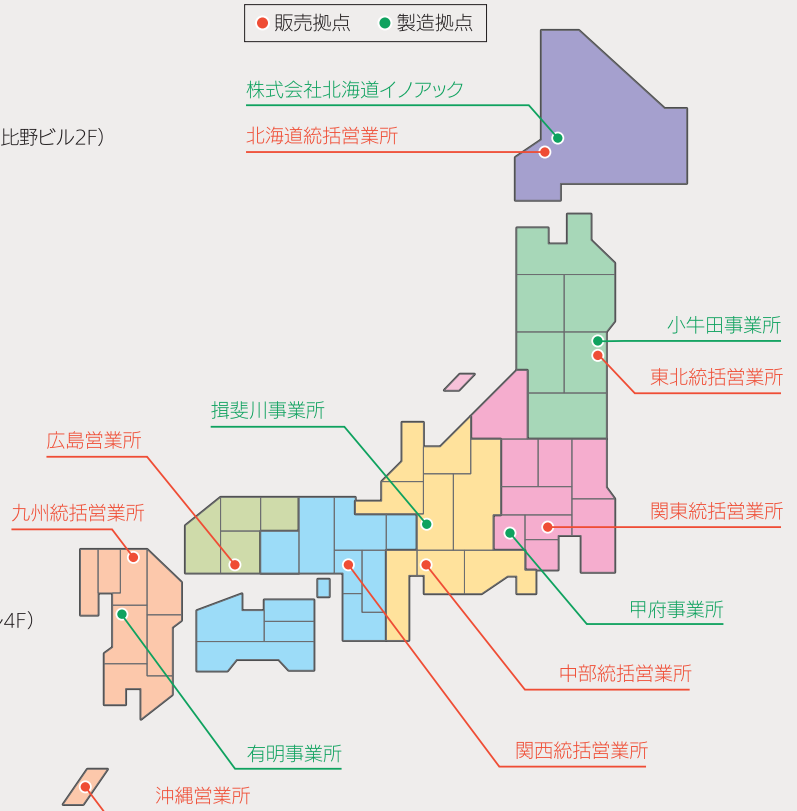 販売拠点 製造拠点
株式会社北海道イノアック
比野ビル2F)
北海道統括営業所
小牛田事業所
東北統括営業所
揖斐川事業所
広島営業所
九州統括営業所
関東統括営業所
甲府事業所
4F)
中部統括営業所
関西統括営業所
有明事業所
沖縄営業所